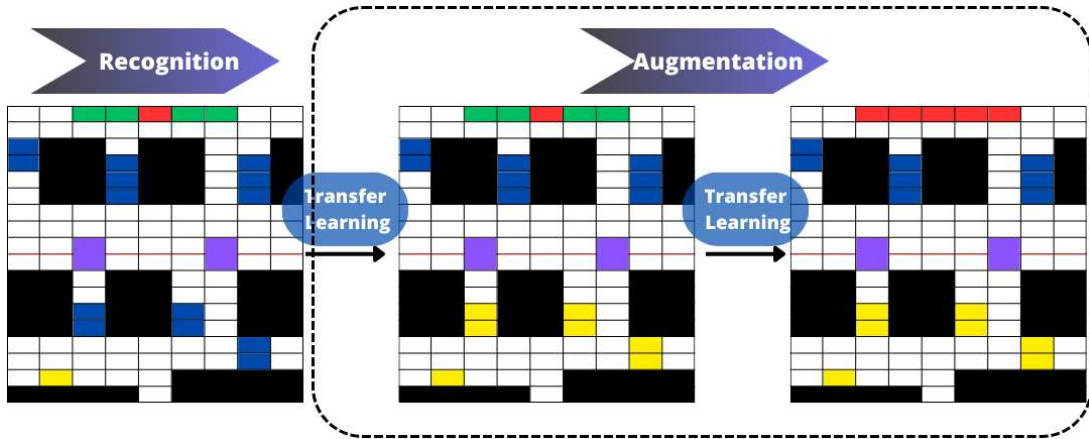 Recognition
Augmentation
Transfer
Learning
Transfer
Learning